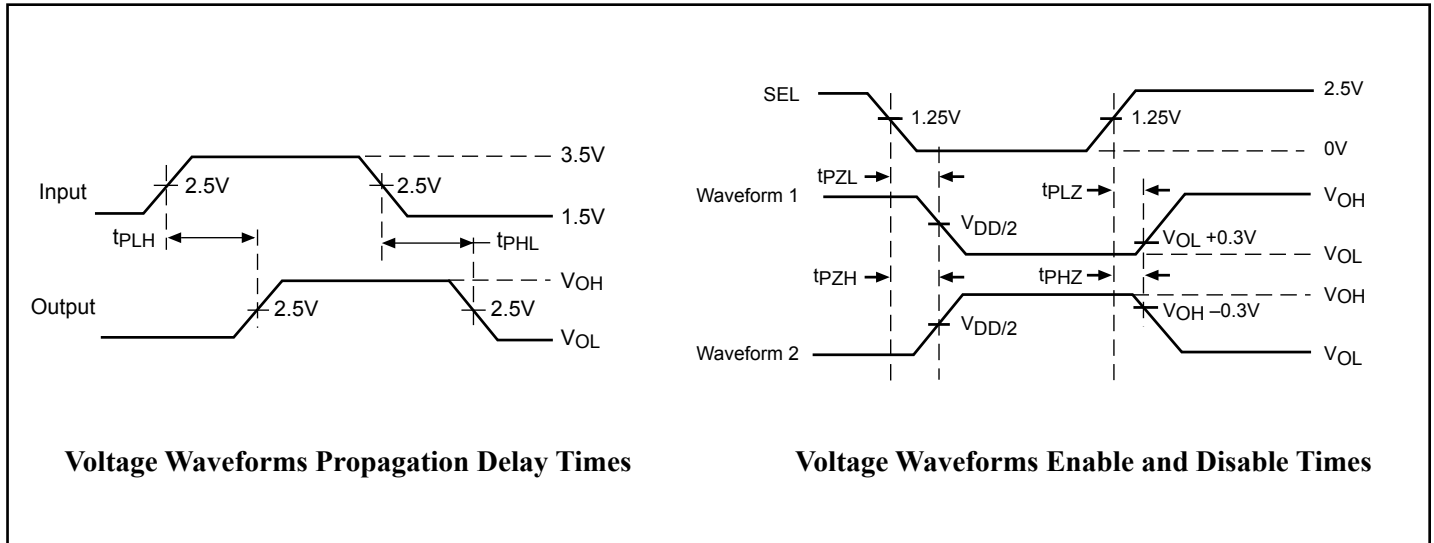 Input
2.5V
2.5V
3.5V
1.5V
tPLH
tPHL
Output
2.5V
2.5V
VOH
VOL
Voltage Waveforms Propagation Delay Times
SEL
1.25V
1.25V
2.5V
0V
tPZL
tPLZ
Waveform 1
VDD/2
VOL +0.3V
VOH
VOL
tPZH
tPHZ
VOH
Waveform 2
VDD/2
VOH –0.3V
VOL
Voltage Waveforms Enable and Disable Times